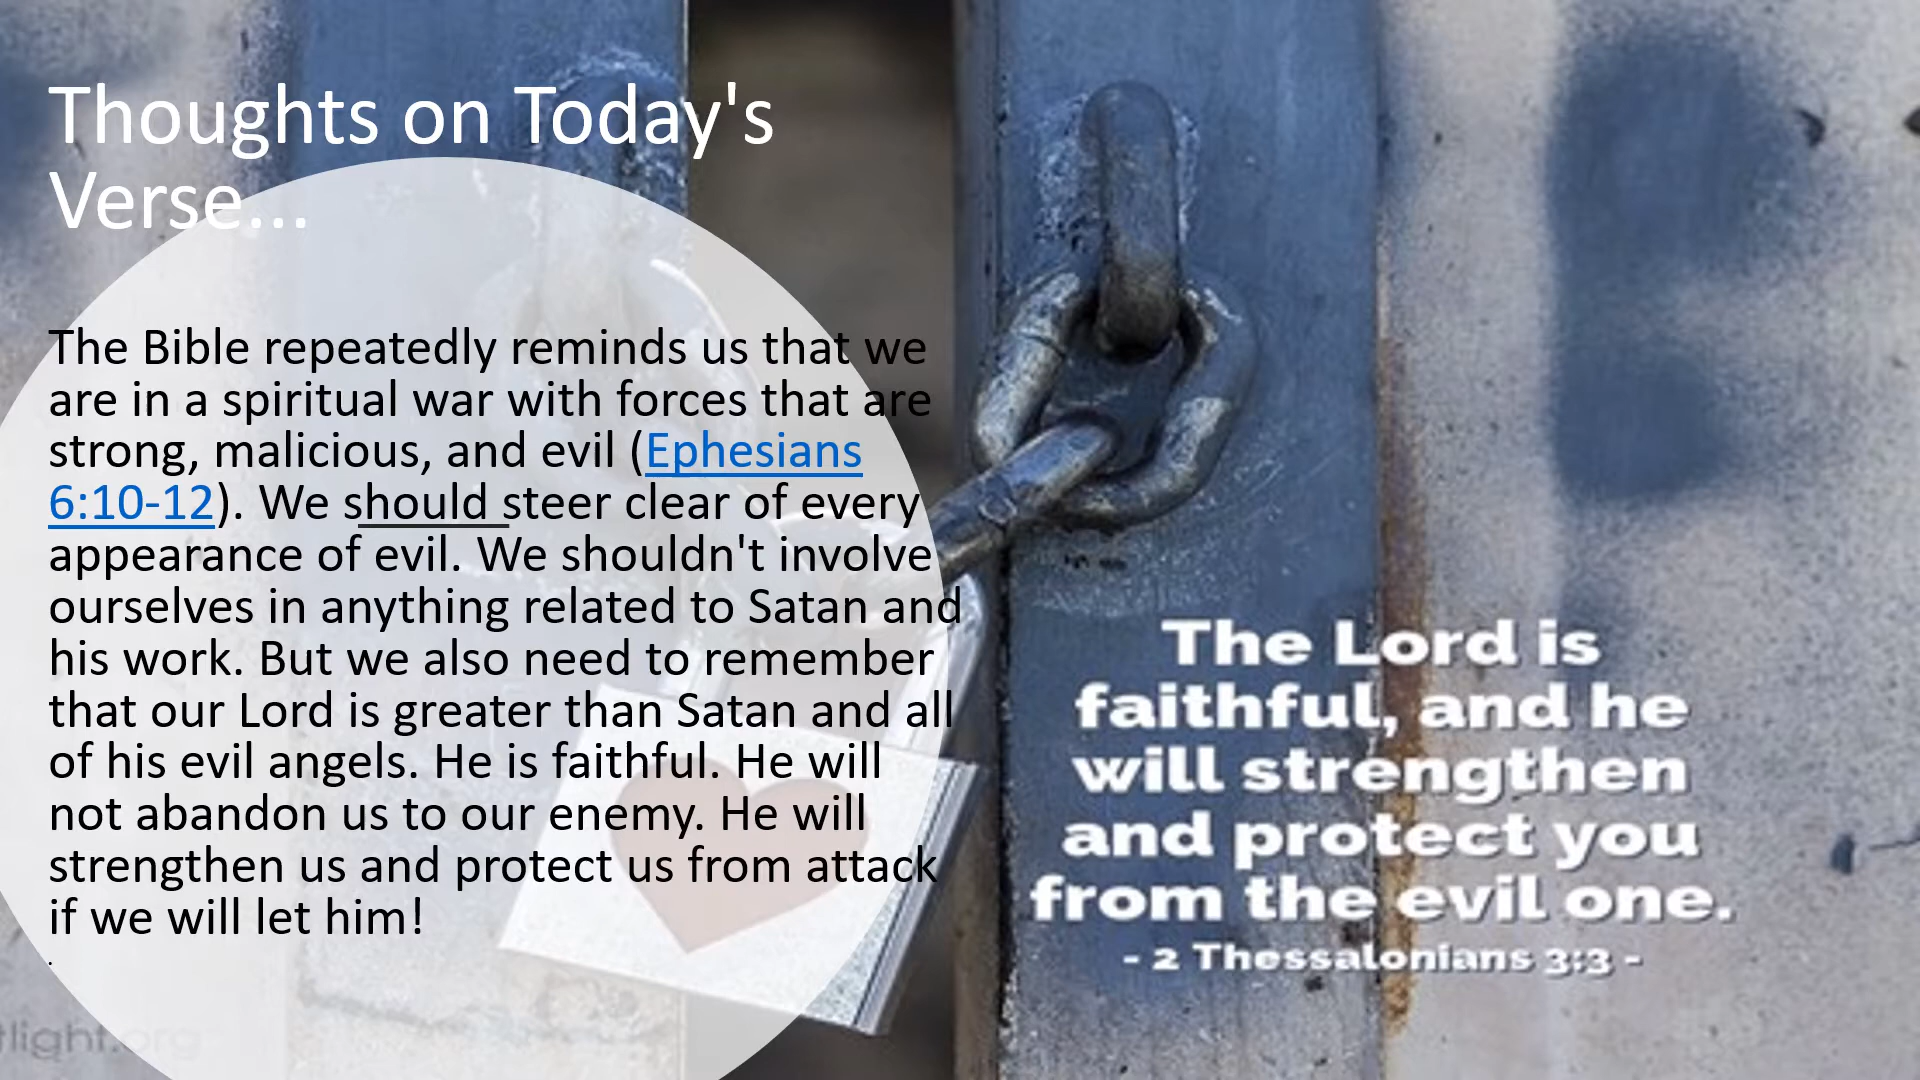 Thoughts on Today's
Verse...
The Bible repeatedly reminds us that we
are in a spiritual war with forces that are
strong, malicious, and evil (Ephesians
6:10-12). We should steer clear of every
appearance of evil. We shouldn't involve
ourselves in anything related to Satan and
his work. But we also need to remember
that our Lord is greater than Satan and all
of his evil angels. He is faithful. He will
not abandon us to our enemy. He will
strengthen us and protect us from attack
if we will let him!
.
The Lord is
faithful, and he
will strengthen
and protect you
from the evil one.
- 2 Thessalonians 3:3 -
tlight.org